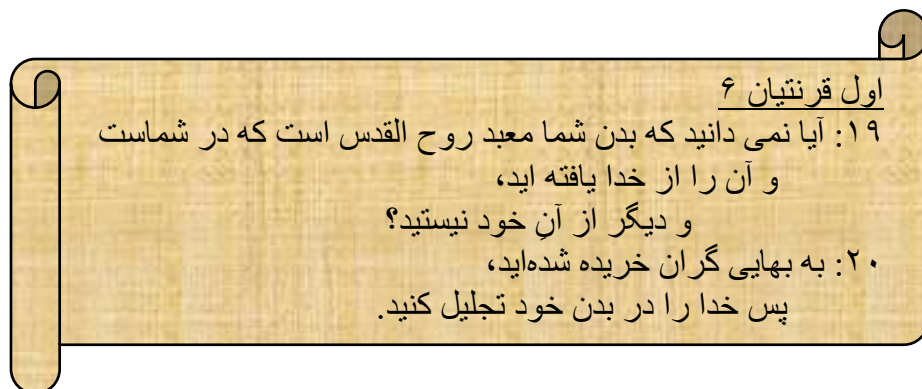 اول قرنتیان ۶
۱۹: آیا نمی دانید که بدن شما معبد روح القدس است که در شماست
و آن را از خدا یافته اید،
و دیگر از آنِ خود نیستید؟
۲۰: به بهایی گران خریده شده‌اید،
پس خدا را در بدن خود تجلیل کنید.